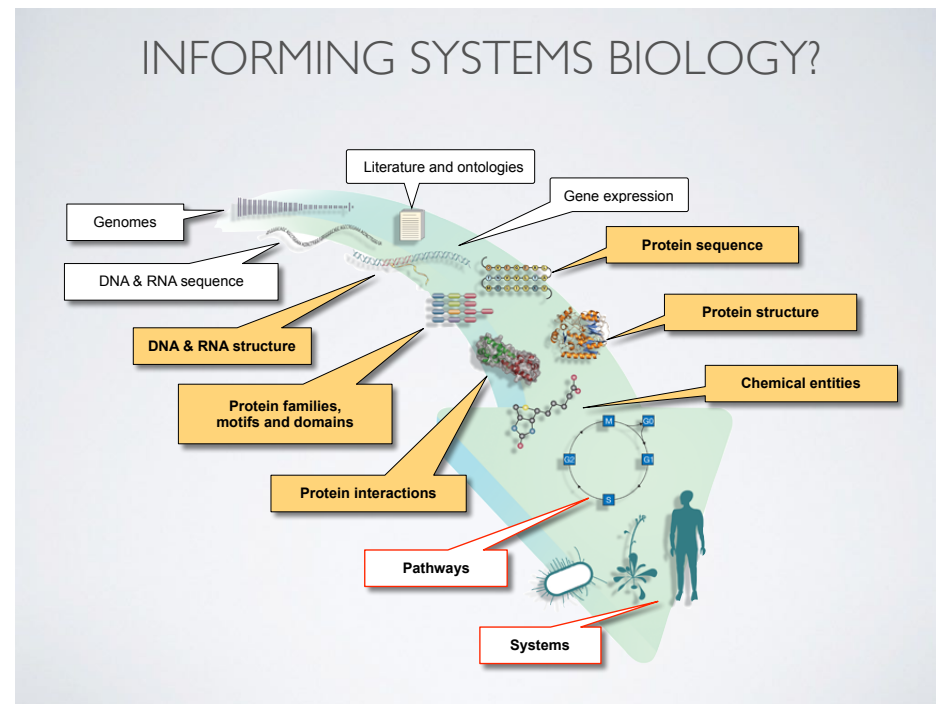 INFORMING SYSTEMS BIOLOGY?
Literature and ontologies
Gene expression
Genomes
Protein sequence
DNA & RNA sequence
Protein structure
DNA & RNA structure
Chemical entities
Protein families,
motifs and domains
M
G0
G2
G1
S
Protein interactions
Pathways
Systems